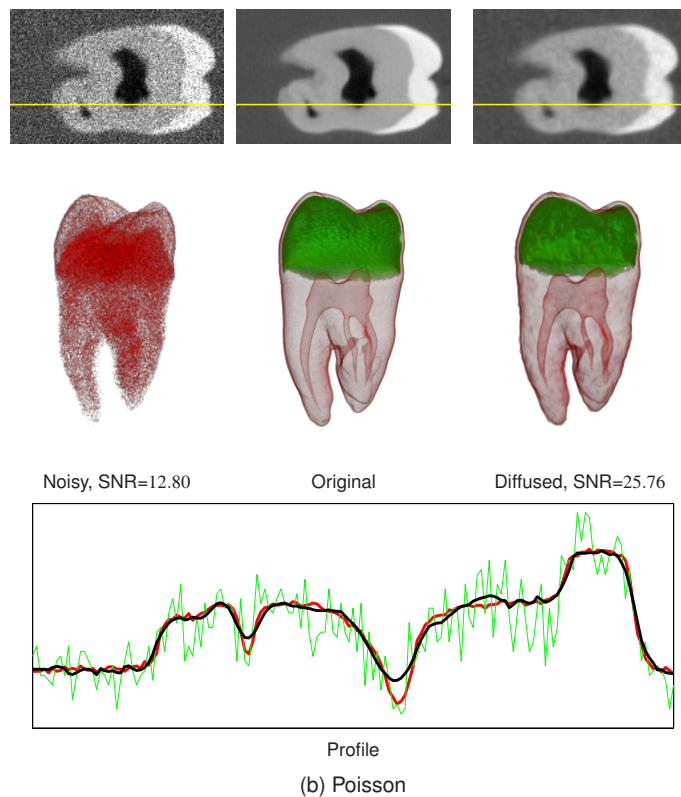 Noisy, SNR=12.80
Original
Diffused, SNR=25.76
Profile
(b) Poisson